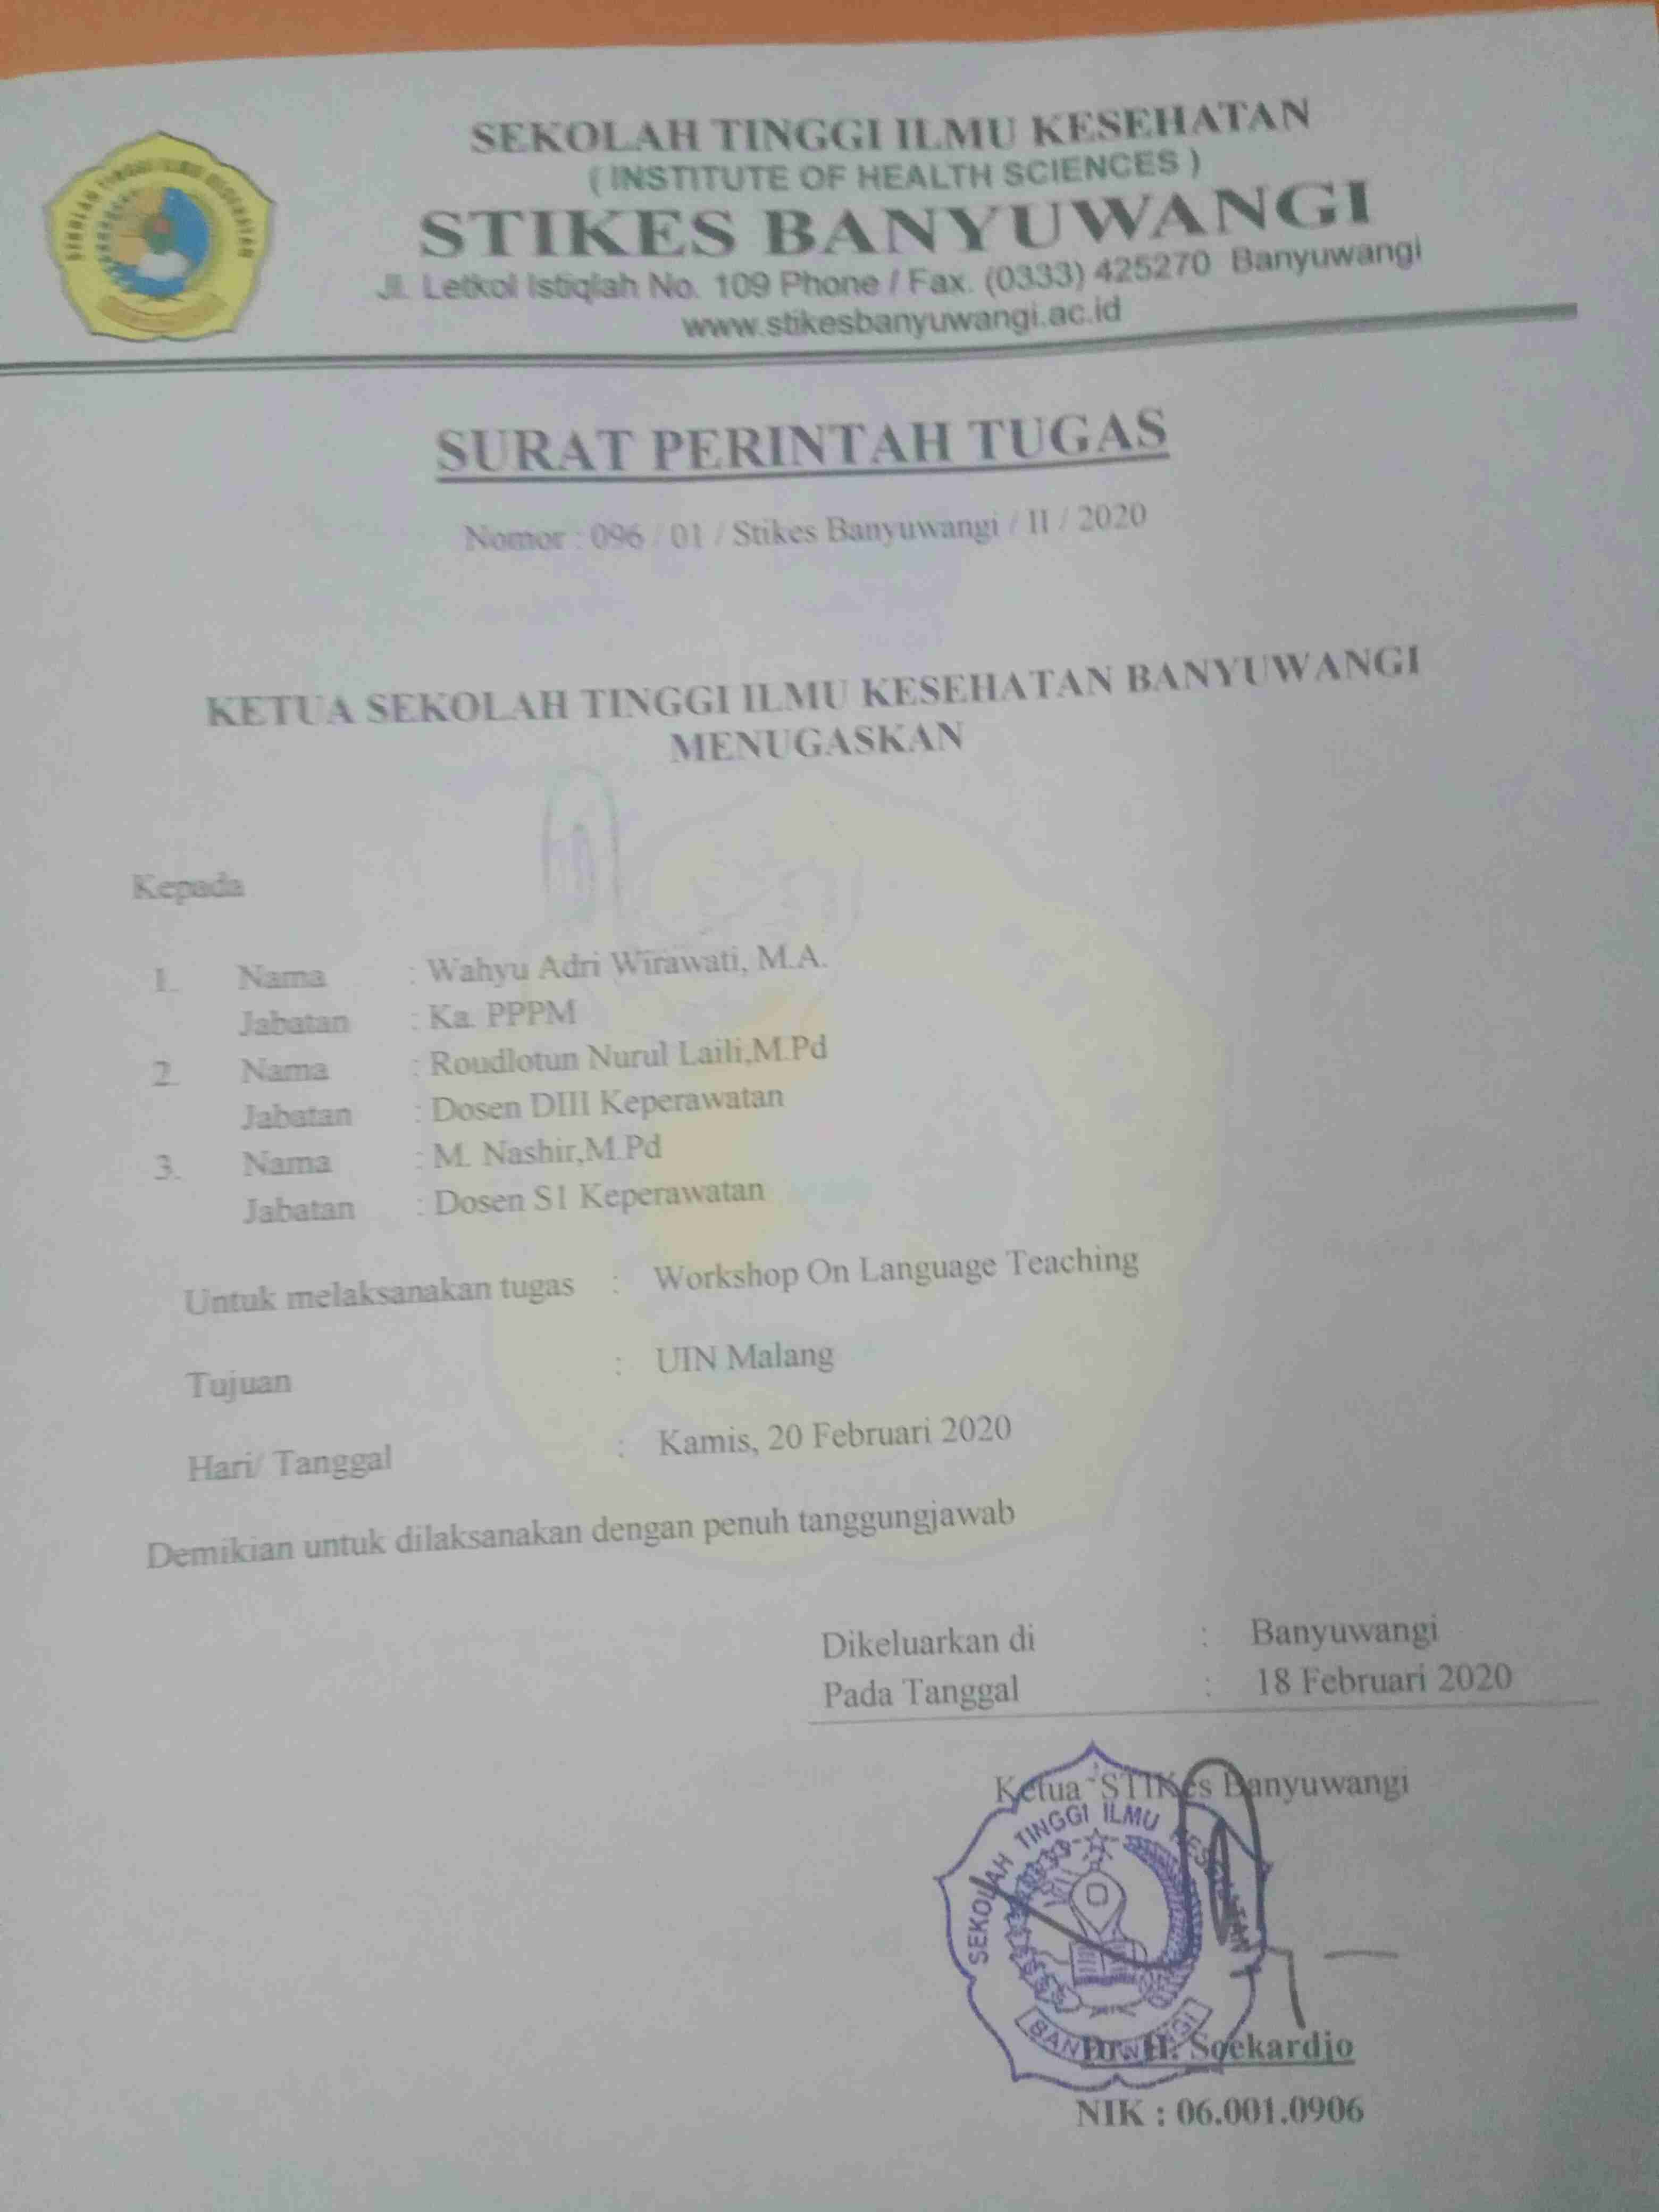 SEKOLAH TINGGI ILMU KESEHATAN
SEKOLAH TINGGI ILMU KESEHATAN
( INSTITUTE OF HEALTH SCIENCES )
STIKES BANYUWANGI
Jl. Letkol Istiqlah No. 109 Phone / Fax. (0333) 425270 Banyuwangi
www.stikesbanyuwangi.ac.id
SURAT PERINTAH TUGAS
Nomor : 096 / 01 / Stikes Banyuwangi / II / 2020
KETUA SEKOLAH TINGGI ILMU KESEHATAN BANYUWANGI
MENUGASKAN
Kepada
1. Nama : Wahyu Adri Wirawati, M.A.
Jabatan : Ka. PPPM
2. Nama : Roudlotun Nurul Laili,M.Pd
Jabatan : Dosen DIII Keperawatan
3. Nama : M. Nashir,M.Pd
Jabatan : Dosen S1 Keperawatan
Untuk melaksanakan tugas : Workshop On Language Teaching
Tujuan : UIN Malang
Hari/ Tanggal : Kamis, 20 Februari 2020
Demikian untuk dilaksanakan dengan penuh tanggungjawab
Dikeluarkan di : Banyuwangi
Pada Tanggal : 18 Februari 2020
Ketua STIKes Banyuwangi
SEKOLAH TINGGI ILMU KESEHATAN
BANYUWANGI
H. Soekardjo
NIK : 06.001.0906